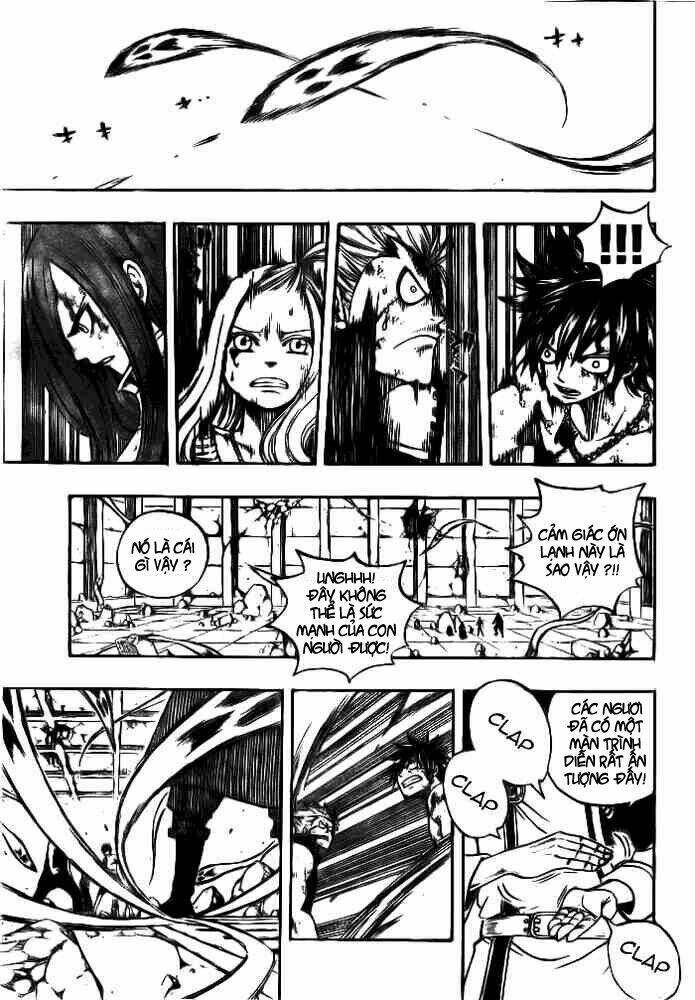 !!!
CẢM GIÁC ỚN
LẠNH NÀY LÀ
SAO VẬY ?!!
UNGHHH!
ĐÂY KHÔNG
THỂ LÀ SỨC
MẠNH CỦA CON
NGƯỜI ĐƯỢC!
NÓ LÀ CÁI
GÌ VẬY ?
CÁC NGƯƠI
ĐÃ CÓ MỘT
MÀN TRÌNH
DIỄN RẤT ẤN
TƯỢNG ĐẤY!
CLAP
CLAP
CLAP